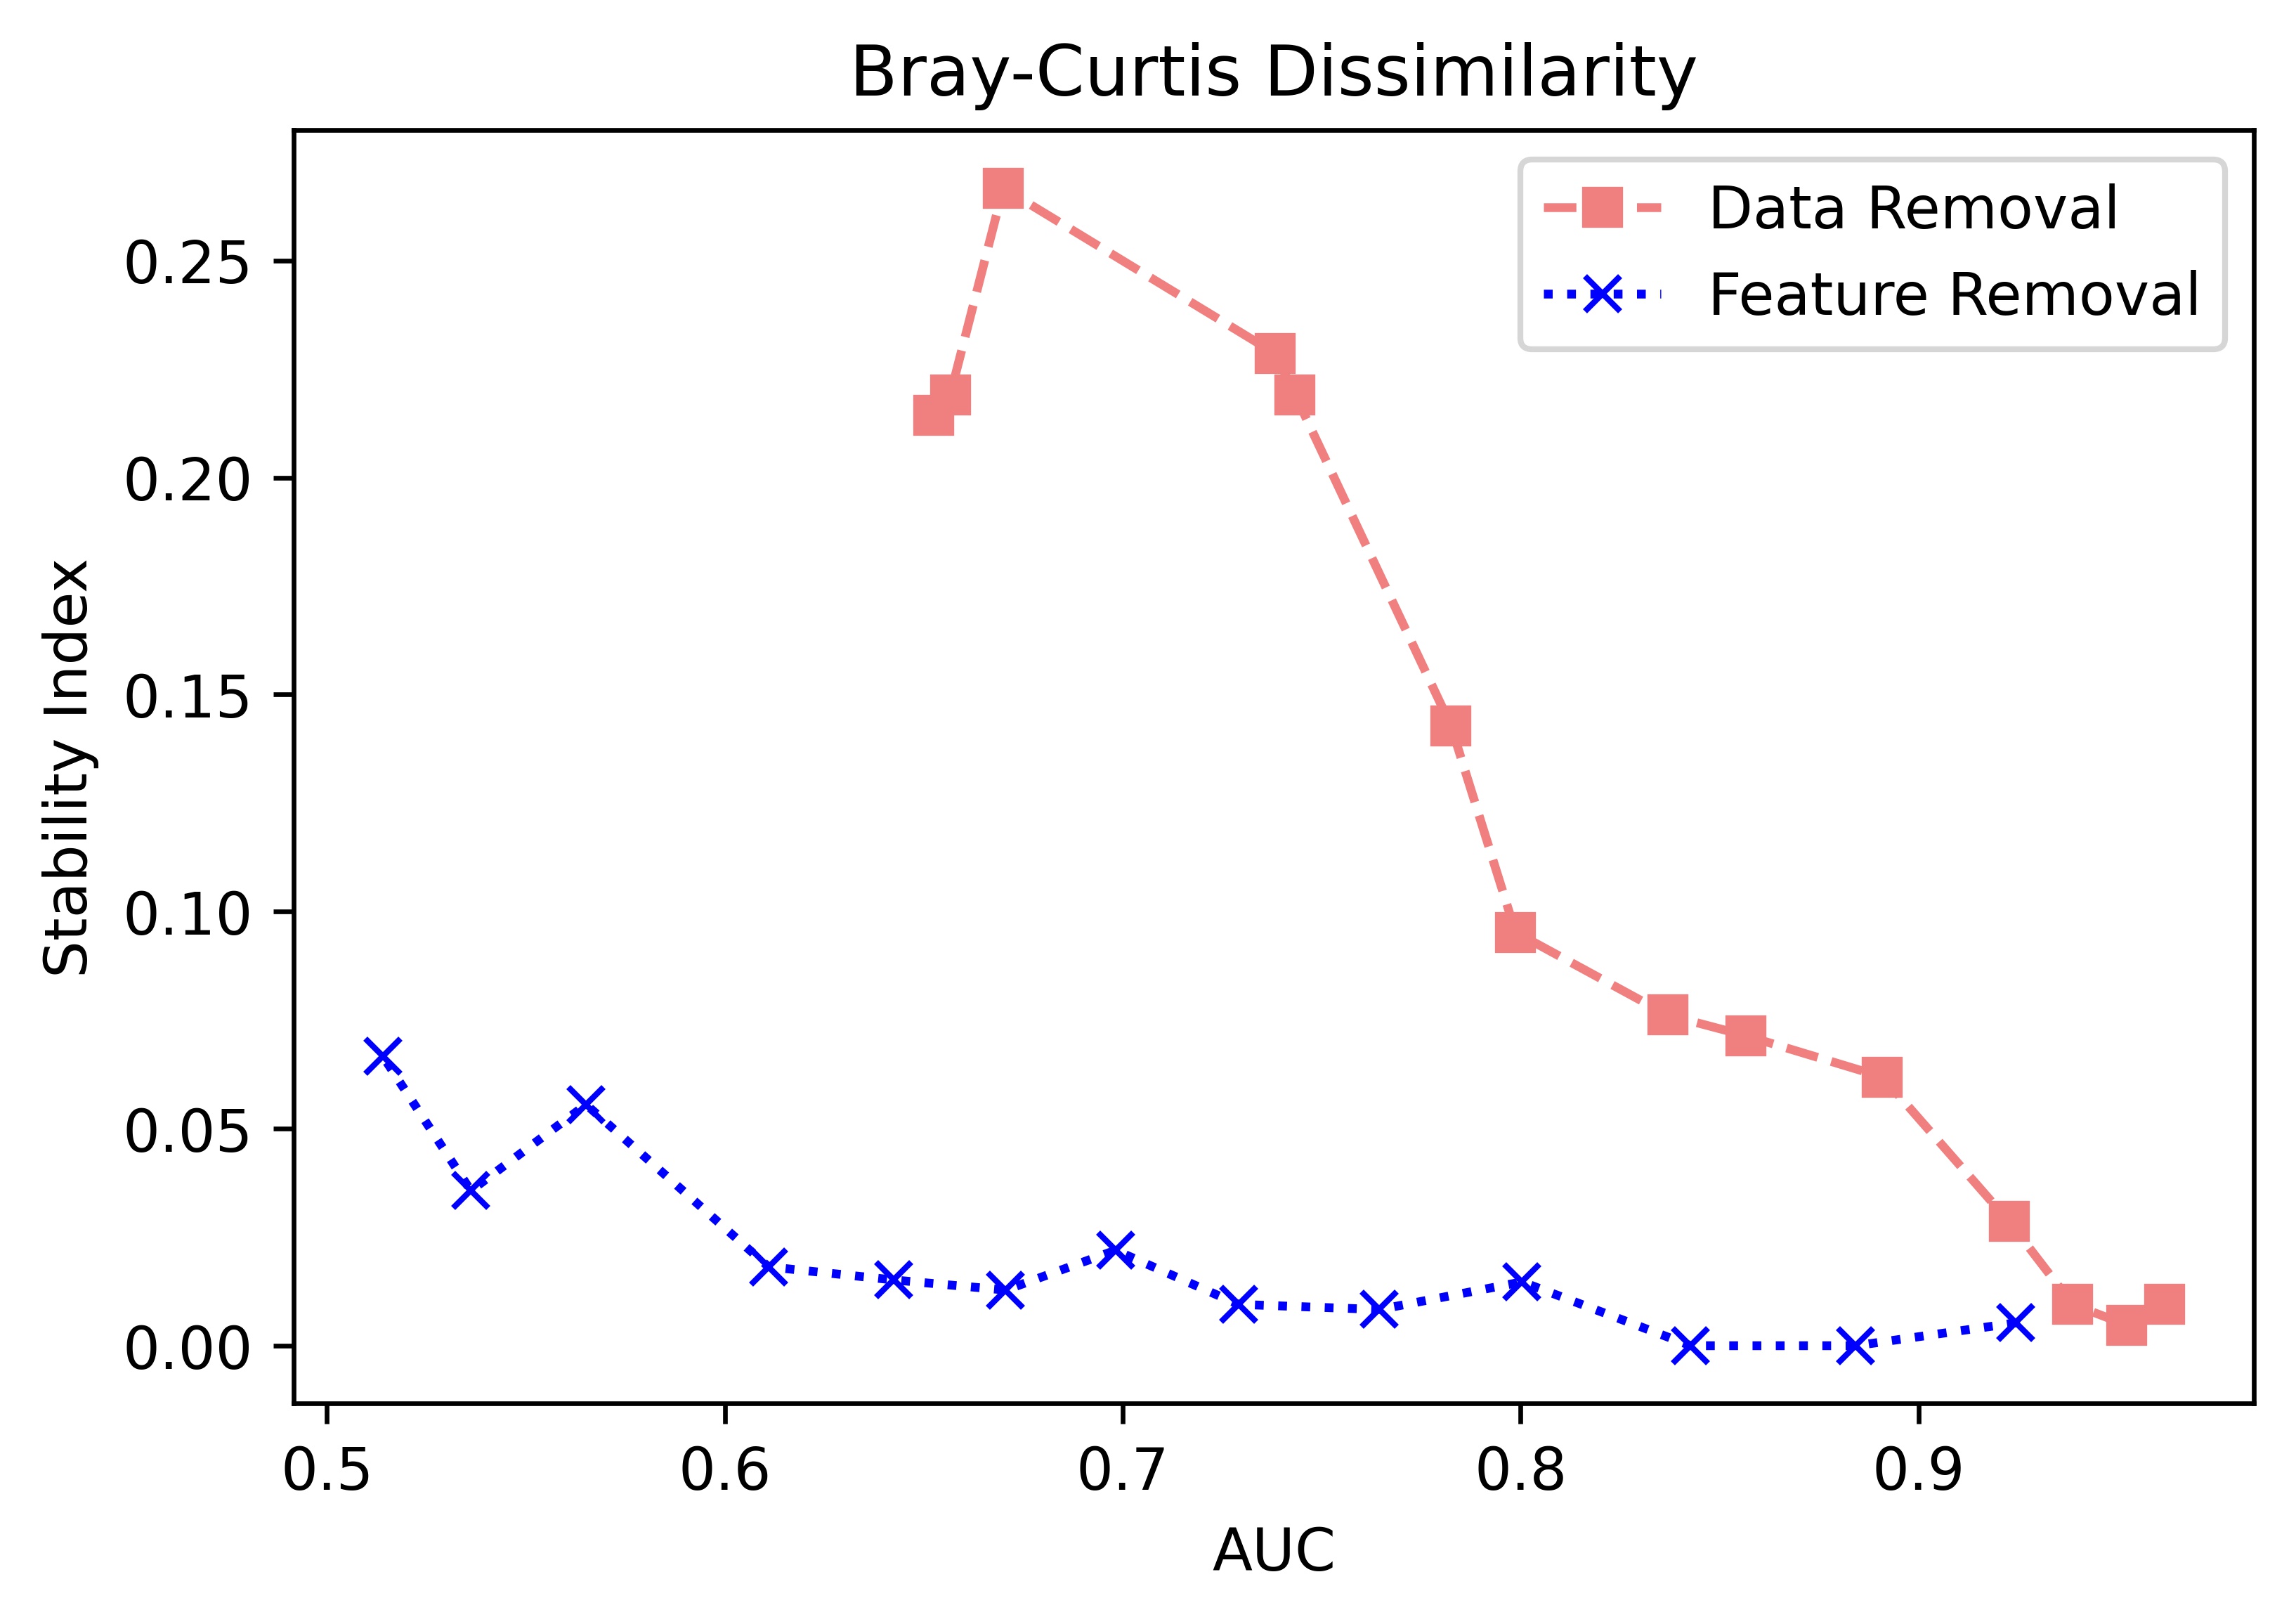 Bray-Curtis Dissimilarity
Data Removal
Feature Removal
Stability Index
0.25
0.20
0.15
0.10
0.05
0.00
0.5 0.6 0.7 0.8 0.9
AUC